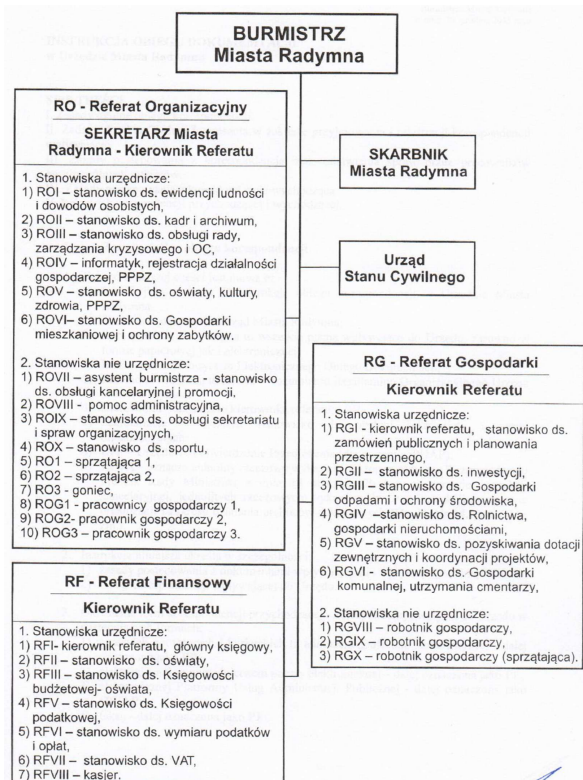 BURMISTRZ
Miasta Radymna
RO - Referat Organizacyjny
SEKRETARZ Miasta
Radymna - Kierownik Referatu
1. Stanowiska urzędnicze:
1) ROI – stanowisko ds. ewidencji ludności
i dowodów osobistych,
2) ROII – stanowisko ds. kadr i archiwum,
3) ROIII – stanowisko ds. obsługi rady,
zarządzania kryzysowego i OC,
4) ROIV – informatyk, rejestracja działalności
gospodarczej, PPPZ,
5) ROV – stanowisko ds. oświaty, kultury,
zdrowia, PPPZ,
6) ROVI– stanowisko ds. Gospodarki
mieszkaniowej i ochrony zabytków.
2. Stanowiska nie urzędnicze:
1) ROVII – asystent burmistrza - stanowisko
ds. obsługi kancelaryjnej i promocji,
2) ROVIII - pomoc administracyjna,
3) ROIX – stanowisko ds. obsługi sekretariatu
i spraw organizacyjnych,
4) ROX – stanowisko ds. sportu,
5) RO1 – sprzątająca 1,
6) RO2 – sprzątająca 2,
7) RO3 - goniec,
8) ROG1 - pracownicy gospodarczy 1,
9) ROG2- pracownik gospodarczy 2,
10) ROG3 – pracownik gospodarczy 3.
SKARBNIK
Miasta Radymna
Urząd
Stanu Cywilnego
RG - Referat Gospodarki
Kierownik Referatu
1. Stanowiska urzędnicze:
1) RGI - kierownik referatu, stanowisko ds.
zamówień publicznych i planowania
przestrzennego,
2) RGII – stanowisko ds. inwestycji,
3) RGIII – stanowisko ds. Gospodarki
odpadami i ochrony środowiska,
4) RGIV –stanowisko ds. Rolnictwa,
gospodarki nieruchomościami,
5) RGV – stanowisko ds. pozyskiwania dotacji
zewnętrznych i koordynacji projektów,
6) RGVI - stanowisko ds. Gospodarki
komunalnej, utrzymania cmentarzy,
2. Stanowiska nie urzędnicze:
1) RGVIII – robotnik gospodarczy,
2) RGIX – robotnik gospodarczy,
3) RGX – robotnik gospodarczy (sprzątająca).
RF - Referat Finansowy
Kierownik Referatu
1. Stanowiska urzędnicze:
1) RFI- kierownik referatu, główny księgowy,
2) RFII – stanowisko ds. oświaty,
3) RFIII – stanowisko ds. Księgowości
budżetowej- oświata,
4) RFV – stanowisko ds. Księgowości
podatkowej,
5) RFVI – stanowisko ds. wymiaru podatków
i opłat,
6) RFVII – stanowisko ds. VAT,
7) RFVIII – kasjer.